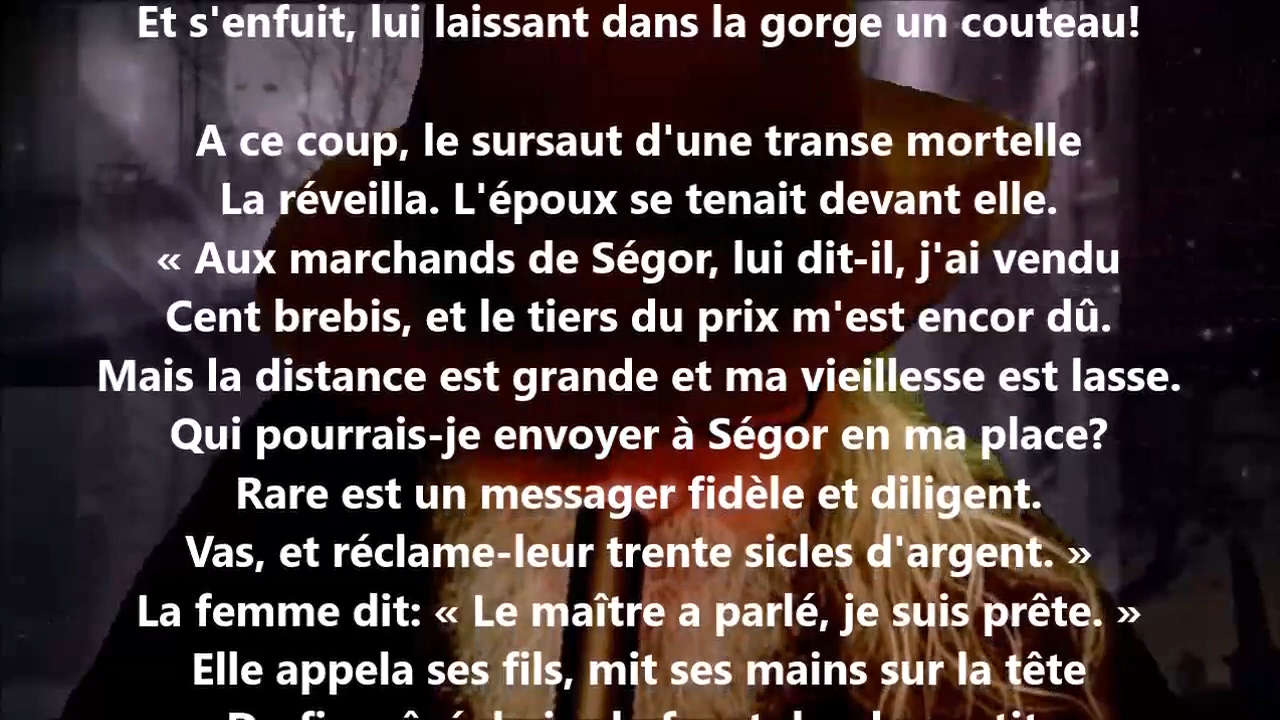 Et s'enfuit, lui laissant dans la gorge un couteau!
A ce coup, le sursaut d'une transe mortelle
La réveilla. L'époux se tenait devant elle.
« Aux marchands de Ségor, lui dit-il, j'ai vendu
Cent brebis, et le tiers du prix m'est encor dû.
Mais la distance est grande et ma vieillesse est lasse.
Qui pourrais-je envoyer à Ségor en ma place?
Rare est un messager fidèle et diligent.
Vas, et réclame-leur trente sicles d'argent. »
La femme dit: « Le maître a parlé, je suis prête. »
Elle appela ses fils, mit ses mains sur la tête